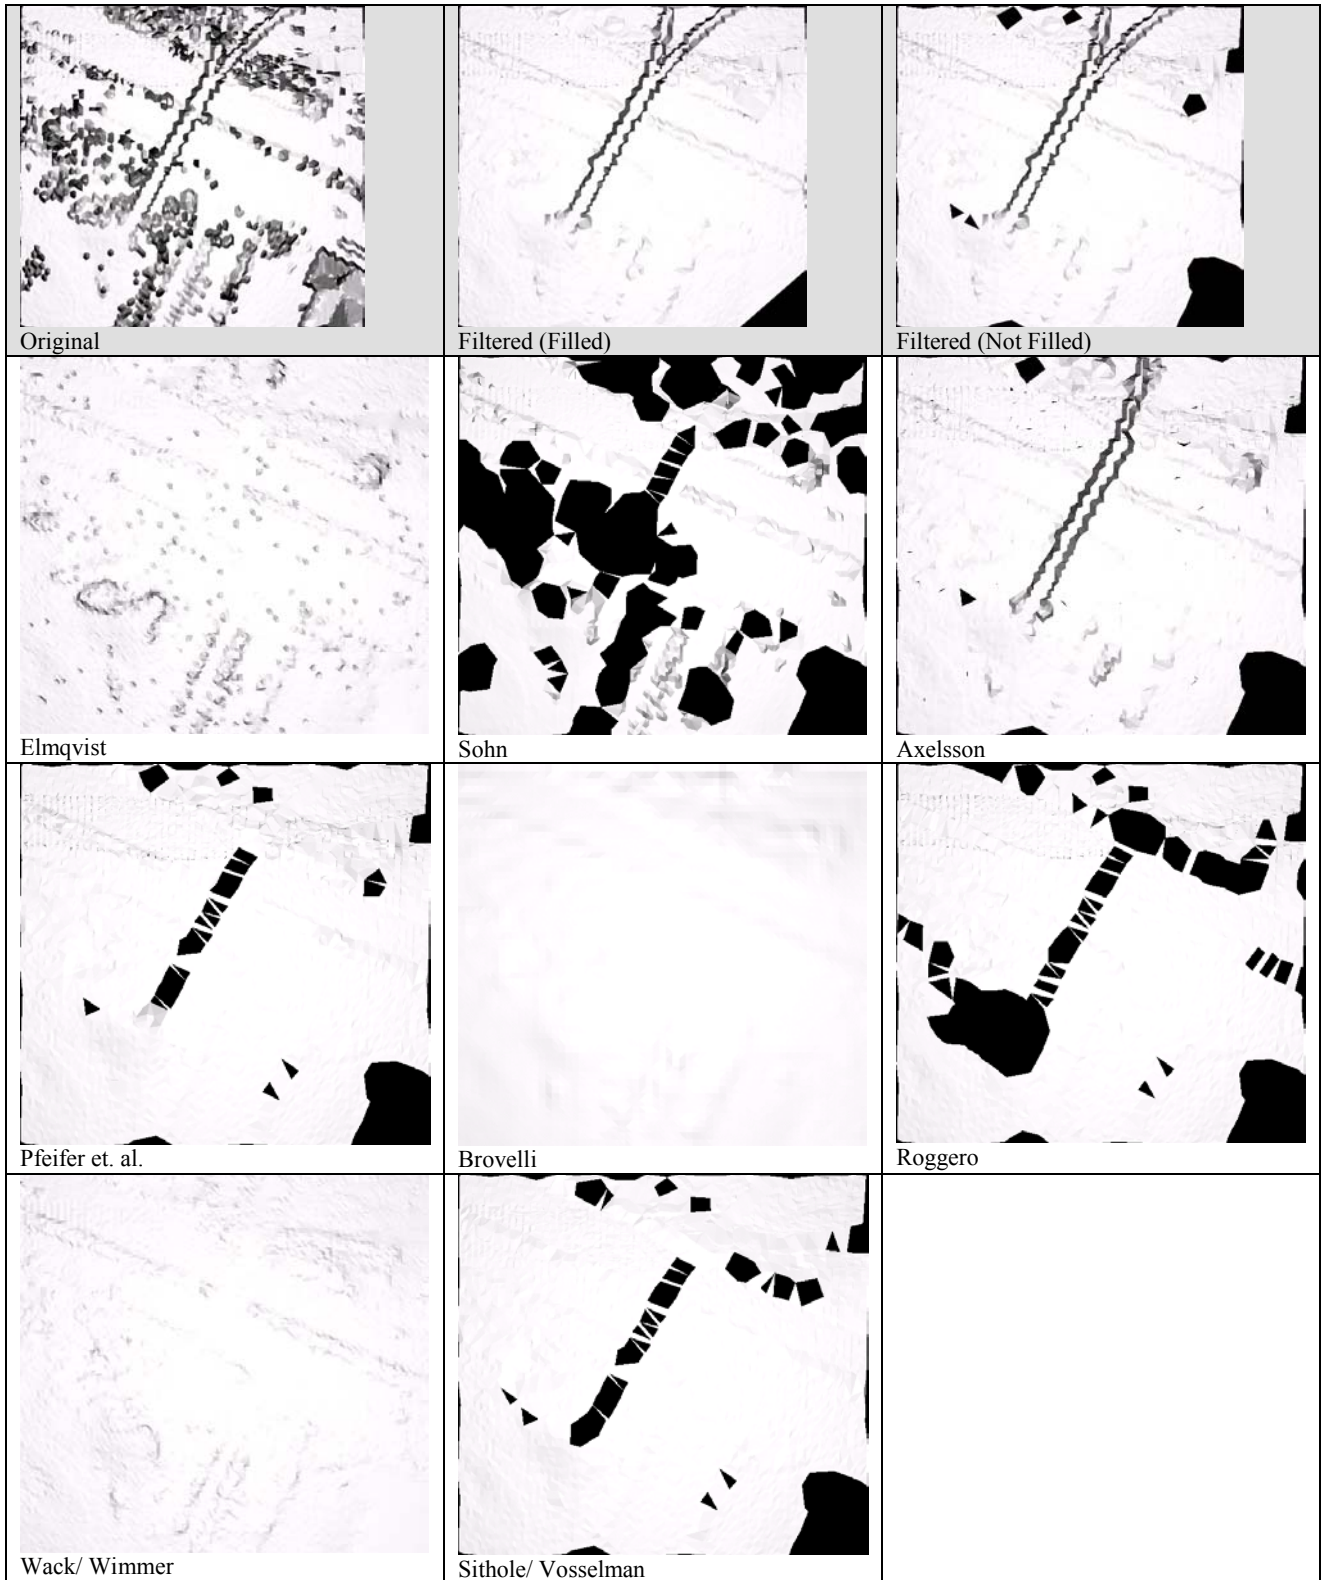 Original
Filtered (Filled)
Filtered (Not Filled)
Elmqvist
Sohn
Axelsson
Pfeifer et. al.
Brovelli
Roggero
Wack/ Wimmer
Sithole/ Vosselman